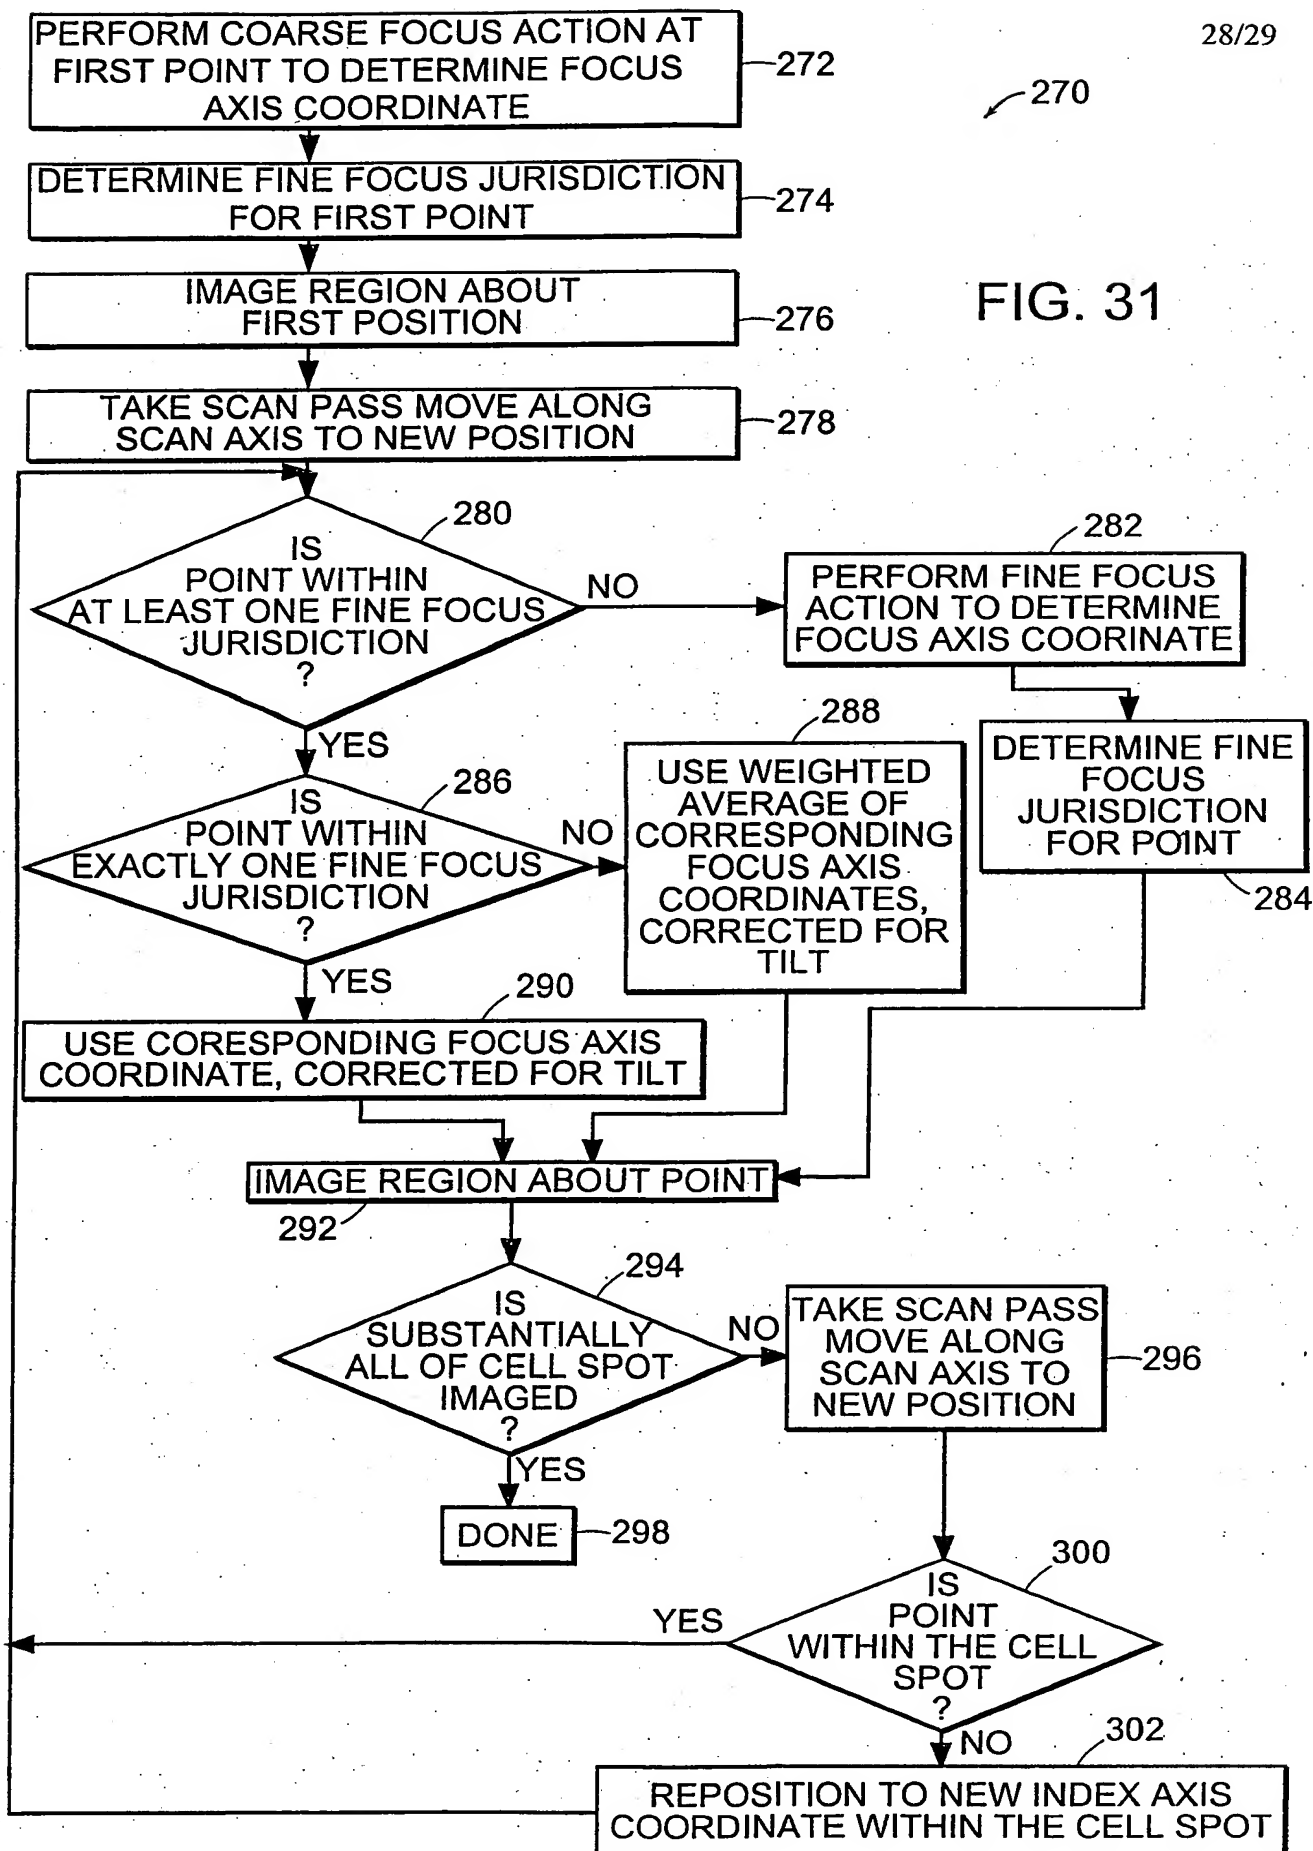 28/29
PERFORM COARSE FOCUS ACTION AT
FIRST POINT TO DETERMINE FOCUS
AXIS COORDINATE
272
270
DETERMINE FINE FOCUS JURISDICTION
FOR FIRST POINT
274
IMAGE REGION ABOUT
FIRST POSITION
276
FIG. 31
TAKE SCAN PASS MOVE ALONG
SCAN AXIS TO NEW POSITION
278
280
IS
POINT WITHIN
AT LEAST ONE FINE FOCUS
JURISDICTION
?
NO
YES
282
PERFORM FINE FOCUS
ACTION TO DETERMINE
FOCUS AXIS COORINATE
DETERMINE FINE
FOCUS
JURISDICTION
FOR POINT
284
286
IS
POINT WITHIN
EXACTLY ONE FINE FOCUS
JURISDICTION
?
NO
YES
288
USE WEIGHTED
AVERAGE OF
CORRESPONDING
FOCUS AXIS
COORDINATES,
CORRECTED FOR
TILT
290
USE CORESPONDING FOCUS AXIS
COORDINATE, CORRECTED FOR TILT
IMAGE REGION ABOUT POINT
292
294
IS
SUBSTANTIALLY
ALL OF CELL SPOT
IMAGED
?
NO
YES
TAKE SCAN PASS
MOVE ALONG
SCAN AXIS TO
NEW POSITION
296
DONE
298
300
IS
POINT
WITHIN THE CELL
SPOT
?
YES
NO
302
REPOSITION TO NEW INDEX AXIS
COORDINATE WITHIN THE CELL SPOT